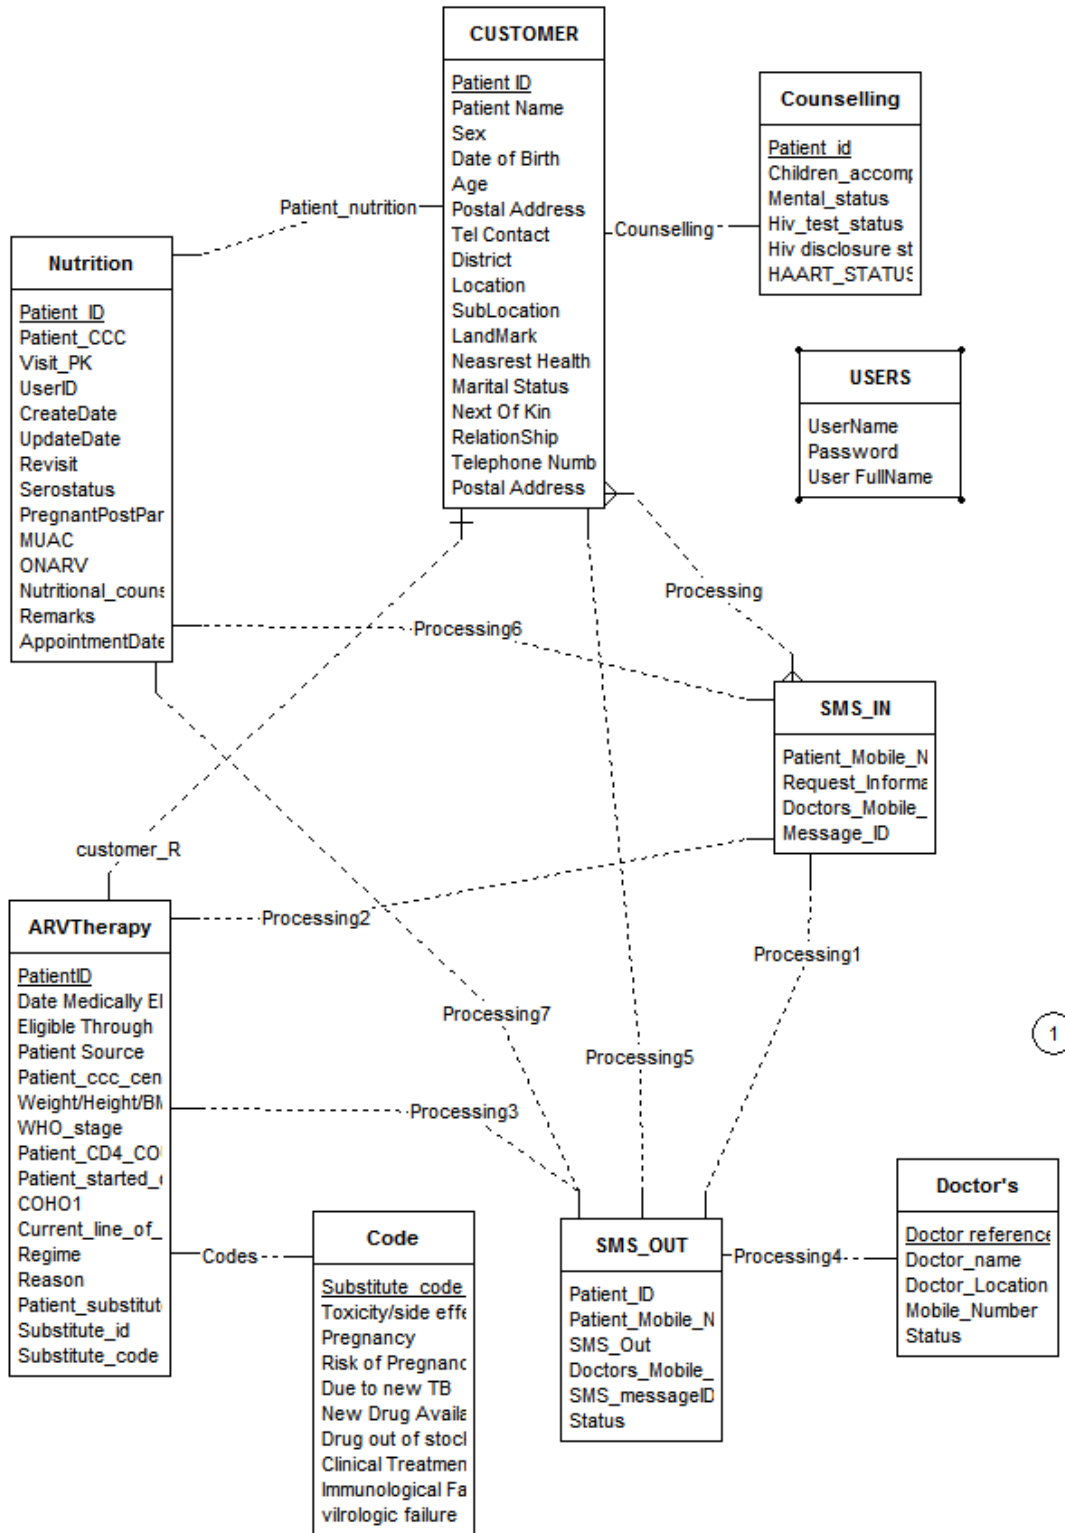 CUSTOMER
Patient ID
Patient Name
Sex
Date of Birth
Age
Postal Address
Tel Contact
District
Location
SubLocation
LandMark
Neasrest Health
Marital Status
Next Of Kin
RelationShip
Telephone Numb
Postal Address
Counselling
Patient_id
Children_accomp
Mental_status
Hiv_test_status
Hiv disclosure st
HAART_STATUS
Patient_nutrition
Counselling
Nutrition
Patient_ID
Patient_CCC
Visit_PK
UserID
CreateDate
UpdateDate
Revisit
Serostatus
PregnantPostPar
MUAC
ONARV
Nutritional_couns
Remarks
AppointmentDate
USERS
UserName
Password
User FullName
Processing
Processing6
SMS_IN
Patient_Mobile_N
Request_Informa
Doctors_Mobile_
Message_ID
customer_R
Processing2
Processing1
ARVTherapy
PatientID
Date Medically El
Eligible Through
Patient Source
Patient_ccc_cen
Weight/Height/BM
WHO_stage
Patient_CD4_CO
Patient_started_
COHO1
Current_line_of_
Regime
Reason
Patient_substitut
Substitute_id
Substitute_code
Processing7
Processing5
1
Processing3
Codes
Code
Substitute_code
Toxicity/side effe
Pregnancy
Risk of Pregnanc
Due to new TB
New Drug Availa
Drug out of stock
Clinical Treatmen
Immunological Fa
vilrologic failure
SMS_OUT
Patient_ID
Patient_Mobile_N
SMS_Out
Doctors_Mobile_
SMS_messageID
Status
Processing4
Doctor's
Doctor reference
Doctor_name
Doctor_Location
Mobile_Number
Status